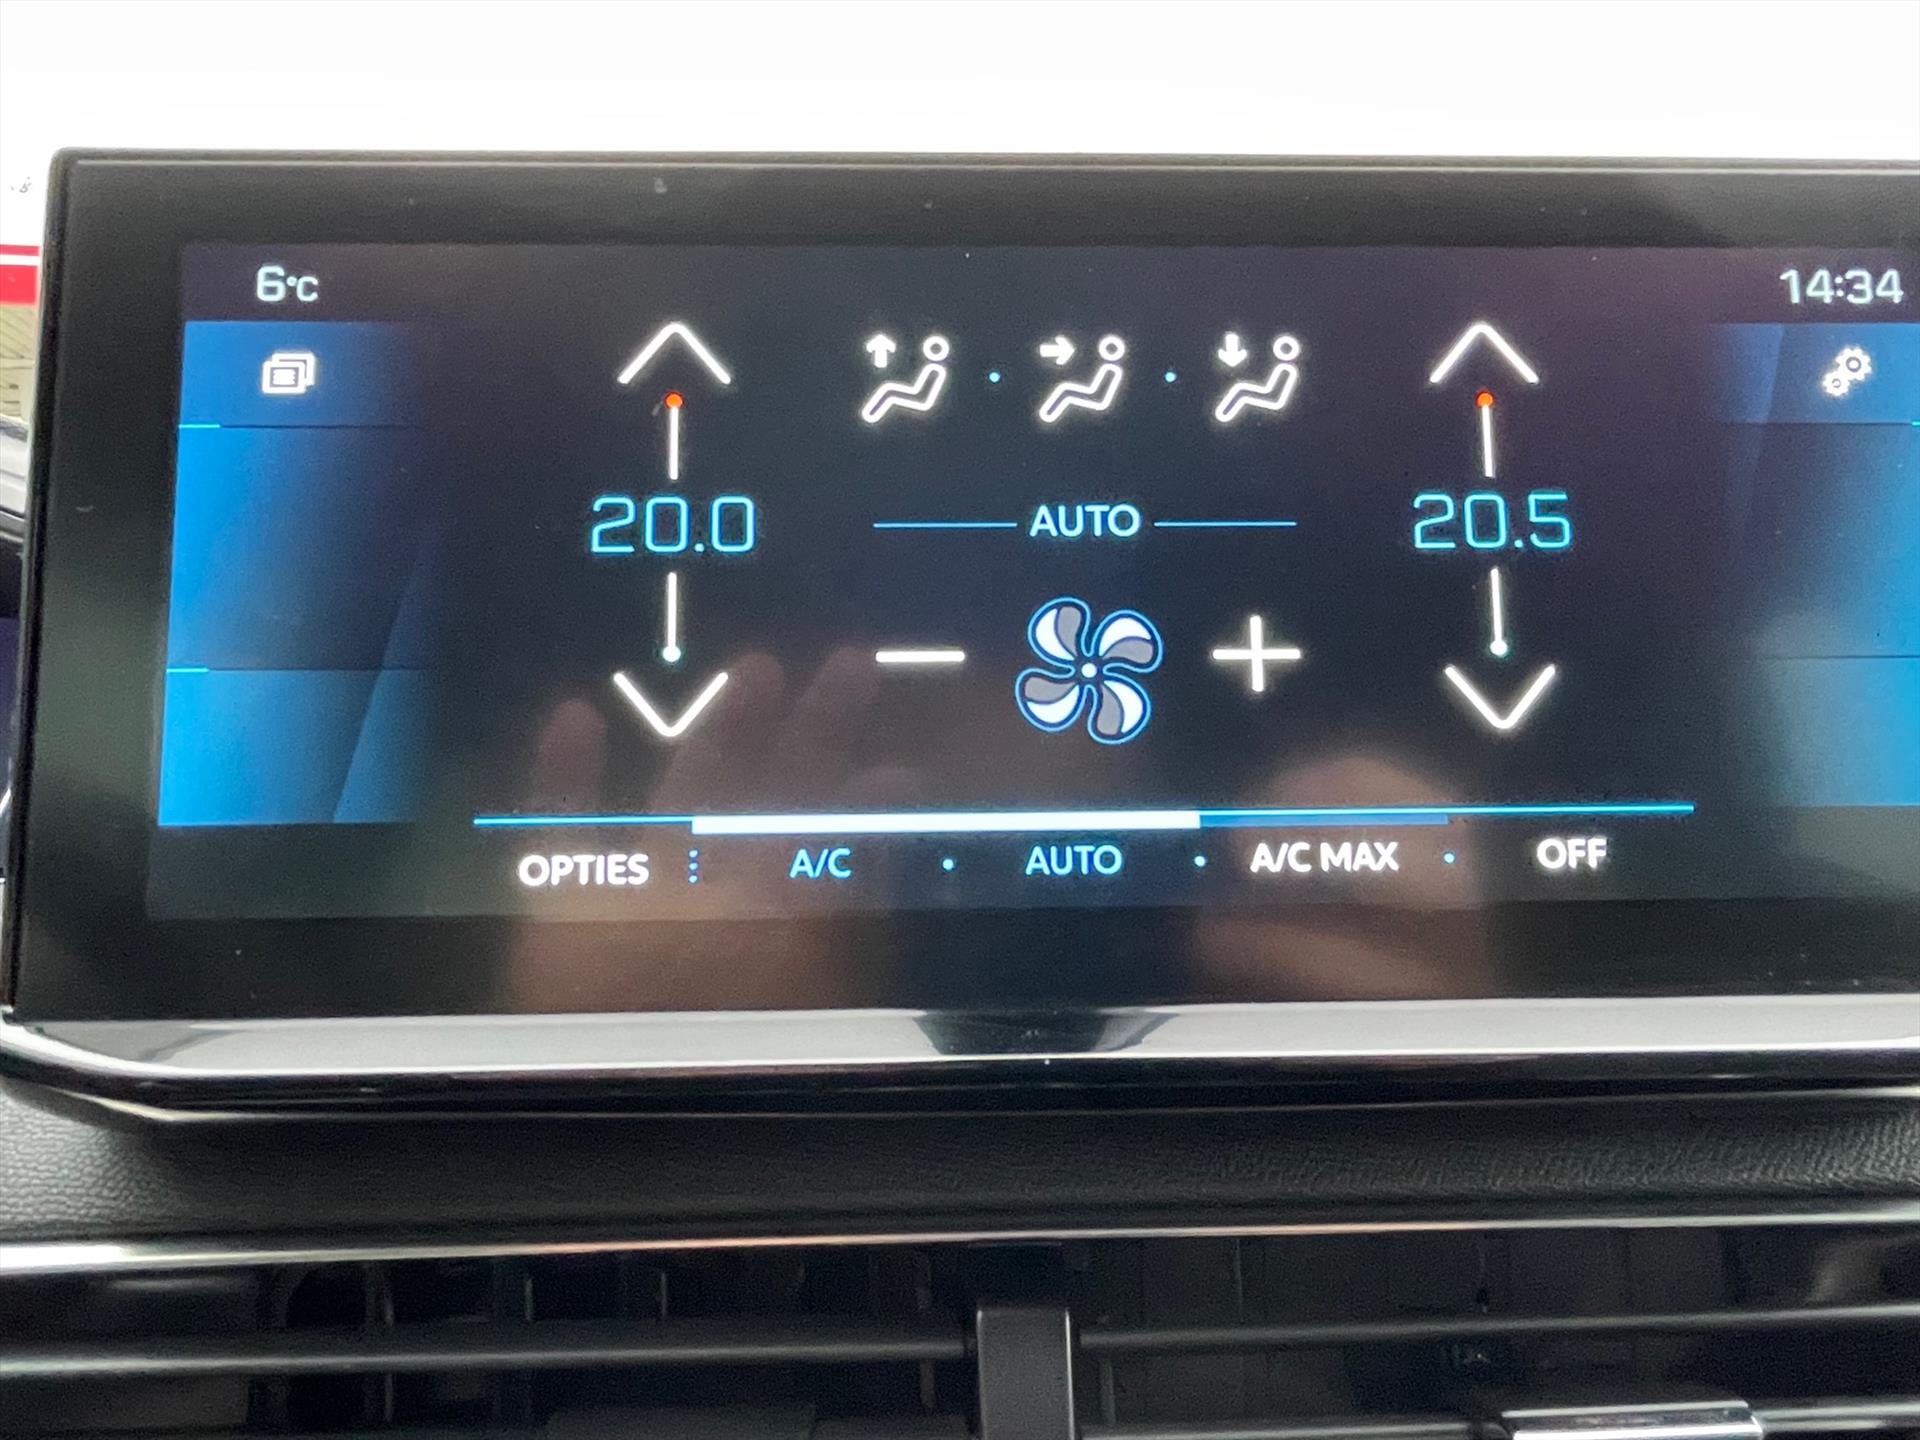 6°C 14:34
20.0 AUTO 20.5
OPTIES A/C AUTO A/C MAX OFF